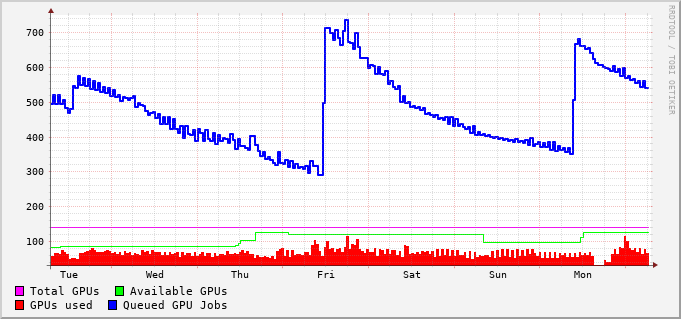 RRDTOOL / TOBI OETIKER
700
600
500
400
300
200
100
Tue Wed Thu Fri Sat Sun Mon
Total GPUs Available GPUs
GPUs used Queued GPU Jobs